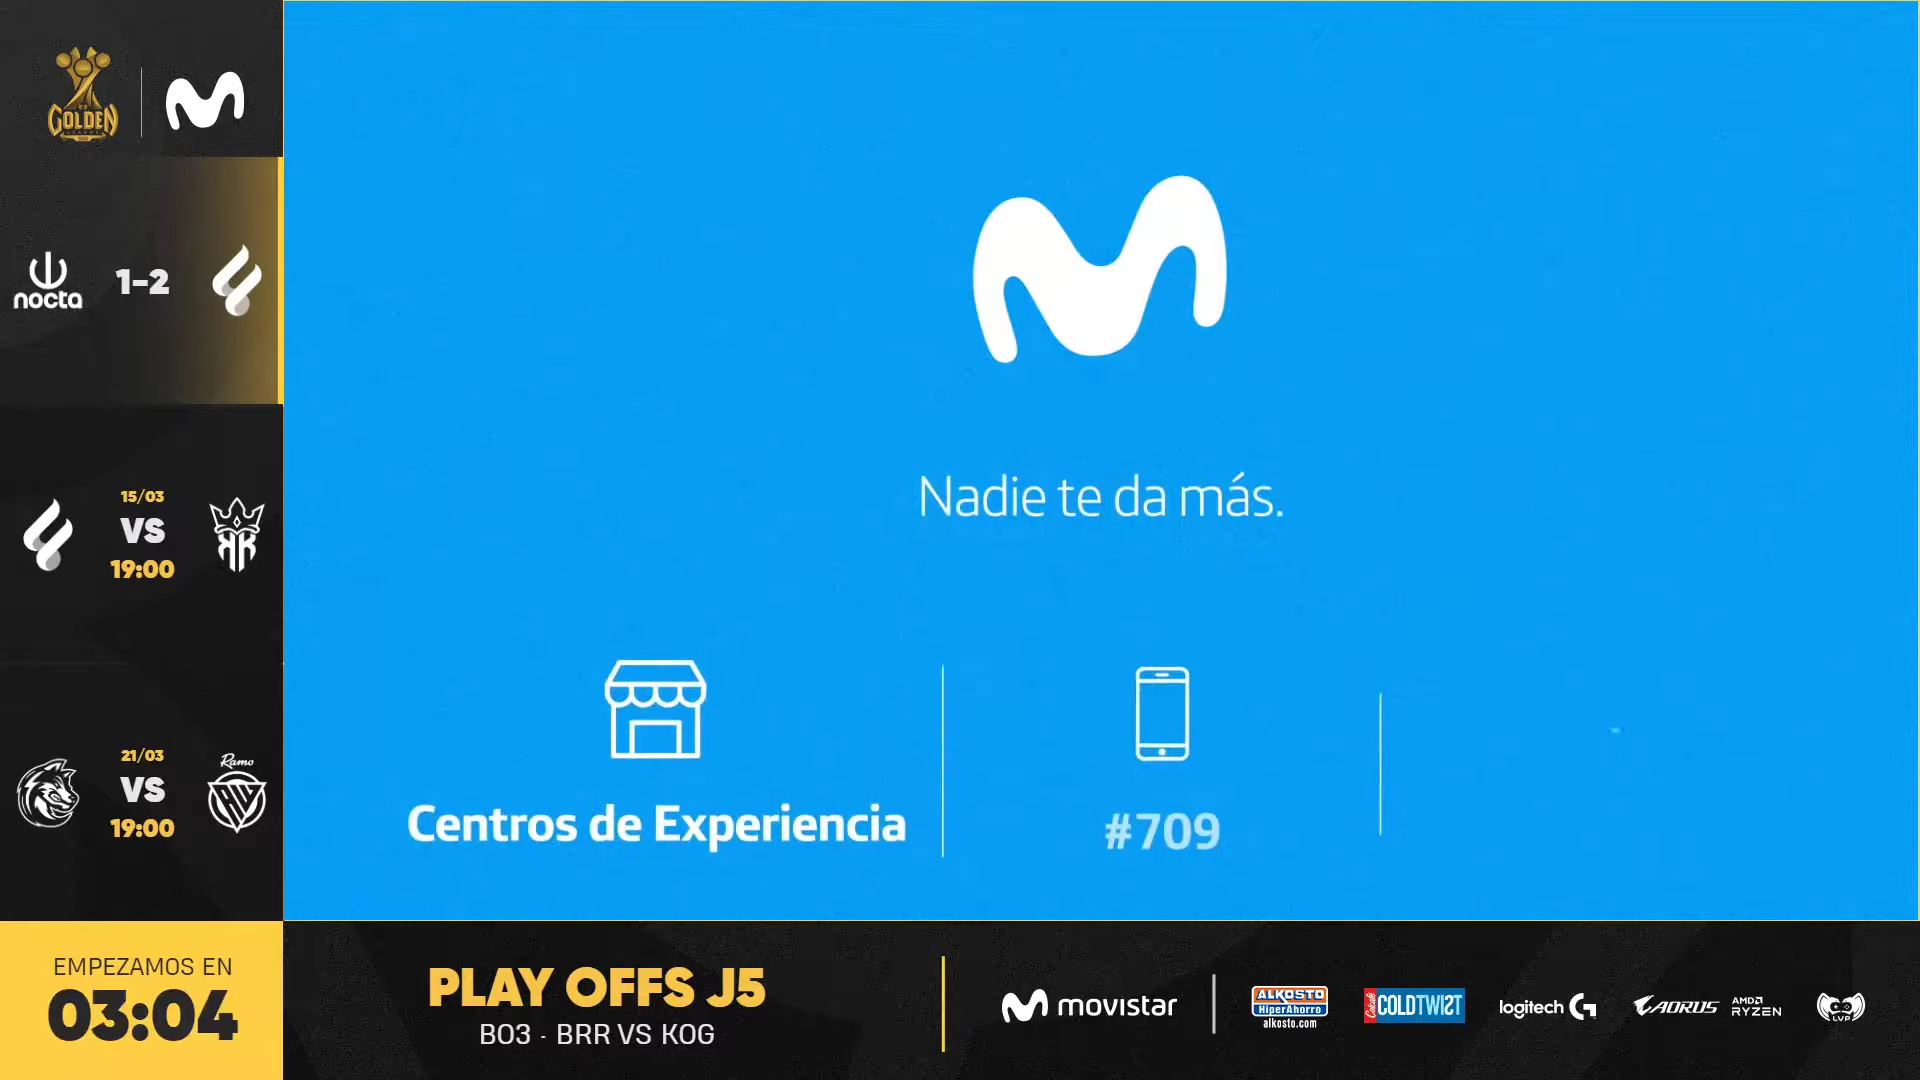 GOLDEN
nocta
1-2
15/03
VS
19:00
21/03
VS
19:00
Ramo
EMPEZAMOS EN
03:04
Nadie te da más.
Centros de Experiencia
#709
PLAY OFFS J5
BO3 - BRR VS KOG
movistar
ALKOSTO
HiperAhorro
alkosto.com
COLDTWIST
logitech G
AORUS
AMD
RYZEN
LVP